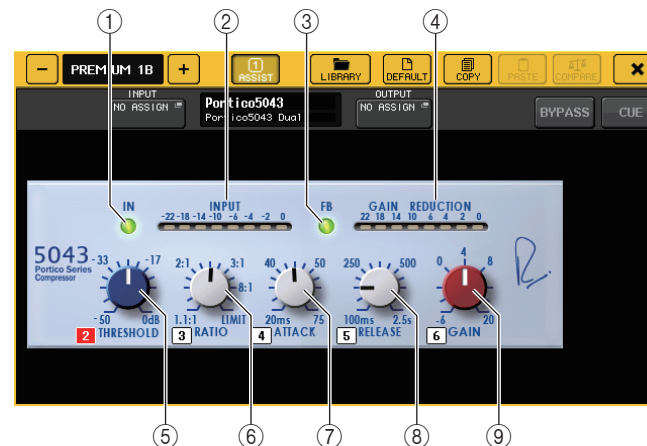 ① ② ③ ④
− PREMIUM 1B + 1 ASSIST LIBRARY DEFAULT COPY PASTE COMPARE ×
INPUT OUTPUT
NO ASSIGN Portico5043 NO ASSIGN BYPASS CUE
Portico5043 Dual
IN INPUT FB GAIN REDUCTION
-22 -18 -14 -10 -6 -4 -2 0 22 18 14 10 6 4 2 0
5043
Portico Series
Compressor
-33 -17 2:1 3:1 40 50 250 500 0 4 8
8:1
-50 0dB 1.1:1 LIMIT 20ms 75 100ms 2.5s -6 20
2 THRESHOLD 3 RATIO 4 ATTACK 5 RELEASE 6 GAIN
⑤ ⑥ ⑦ ⑧ ⑨